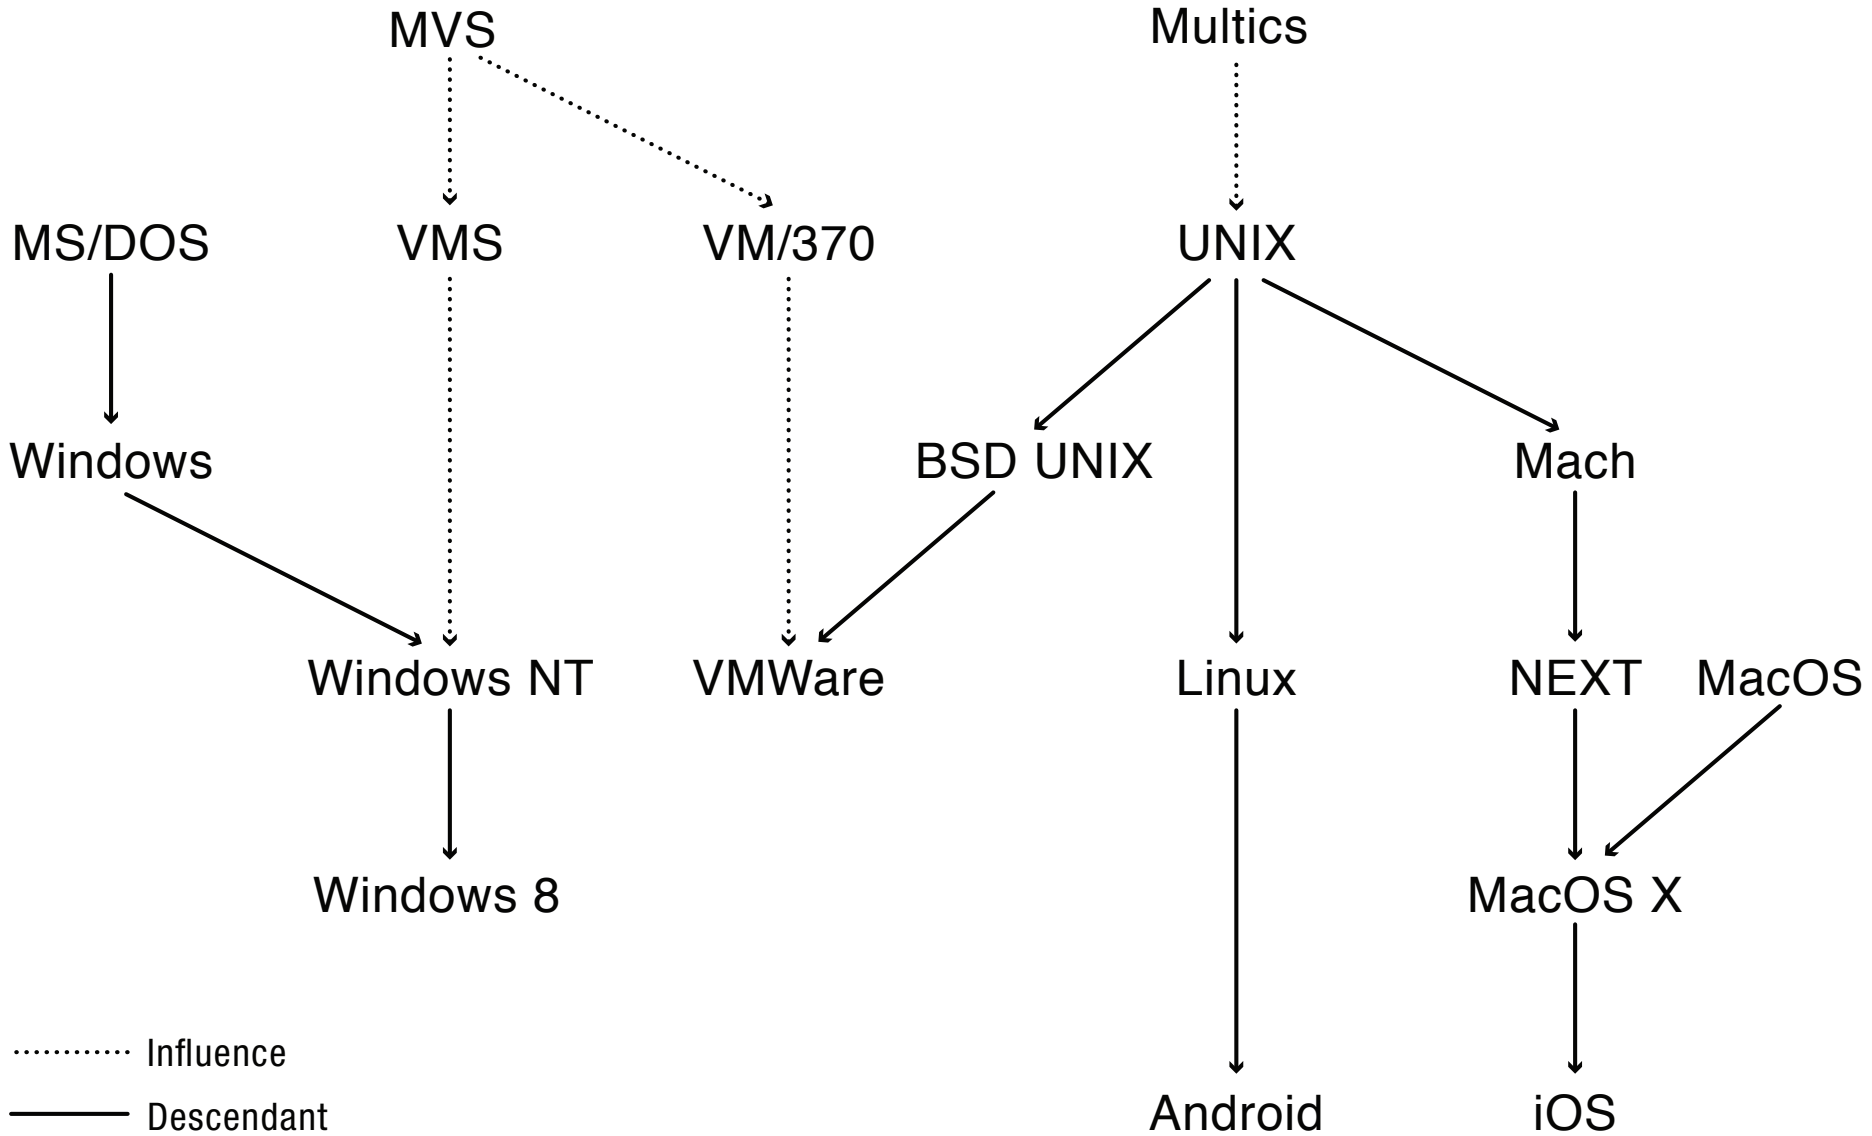 MVS
Multics
MS/DOS
VMS
VM/370
UNIX
Windows
BSD UNIX
Mach
Windows NT
VMWare
Linux
NEXT
MacOS
Windows 8
MacOS X
Influence
Descendant
Android
iOS